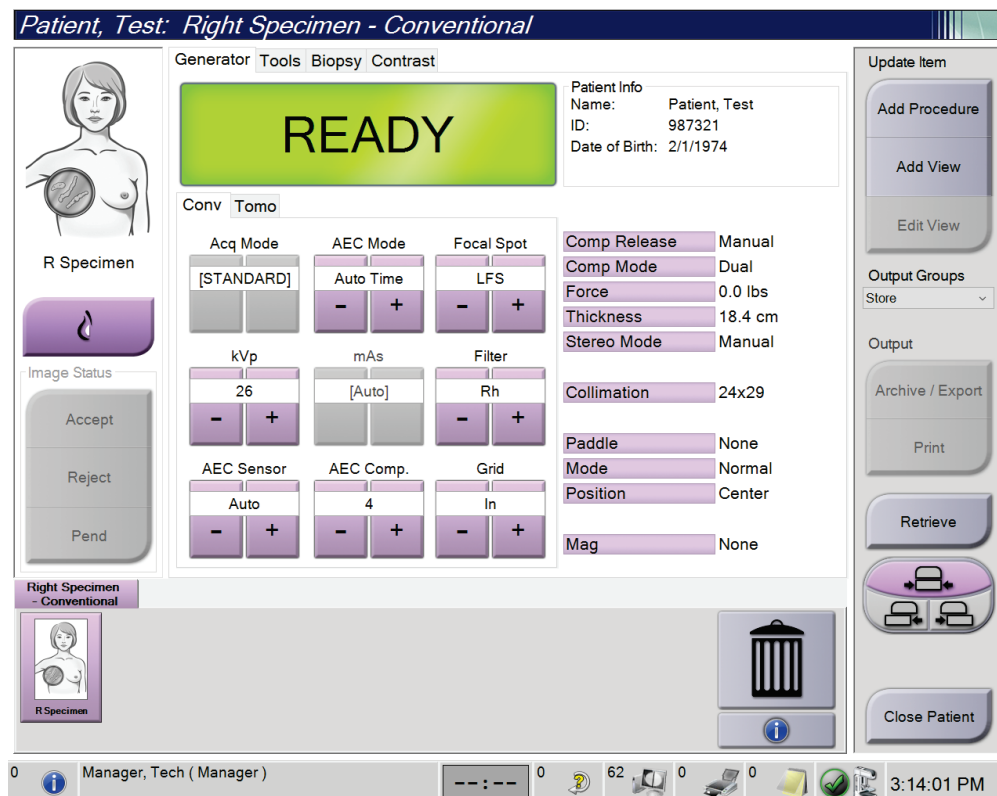 Patient, Test: Right Specimen - Conventional
Generator Tools Biopsy Contrast
READY
Patient Info
Name: Patient, Test
ID: 987321
Date of Birth: 2/1/1974
R Specimen
Image Status
Accept
Reject
Pend
Conv Tomo
Acq Mode AEC Mode Focal Spot
[STANDARD] Auto Time LFS
- + - +
kVp mAs Filter
26 [Auto] Rh
- + - +
AEC Sensor AEC Comp. Grid
Auto 4 In
- + - + - +
Comp Release Manual
Comp Mode Dual
Force 0.0 lbs
Thickness 18.4 cm
Stereo Mode Manual
Collimation 24x29
Paddle None
Mode Normal
Position Center
Mag None
Update Item
Add Procedure
Add View
Edit View
Output Groups
Store
Output
Archive / Export
Print
Retrieve
Close Patient
Right Specimen
- Conventional
R Specimen
0 Manager, Tech ( Manager ) --:-- 0 62 0 0 3:14:01 PM